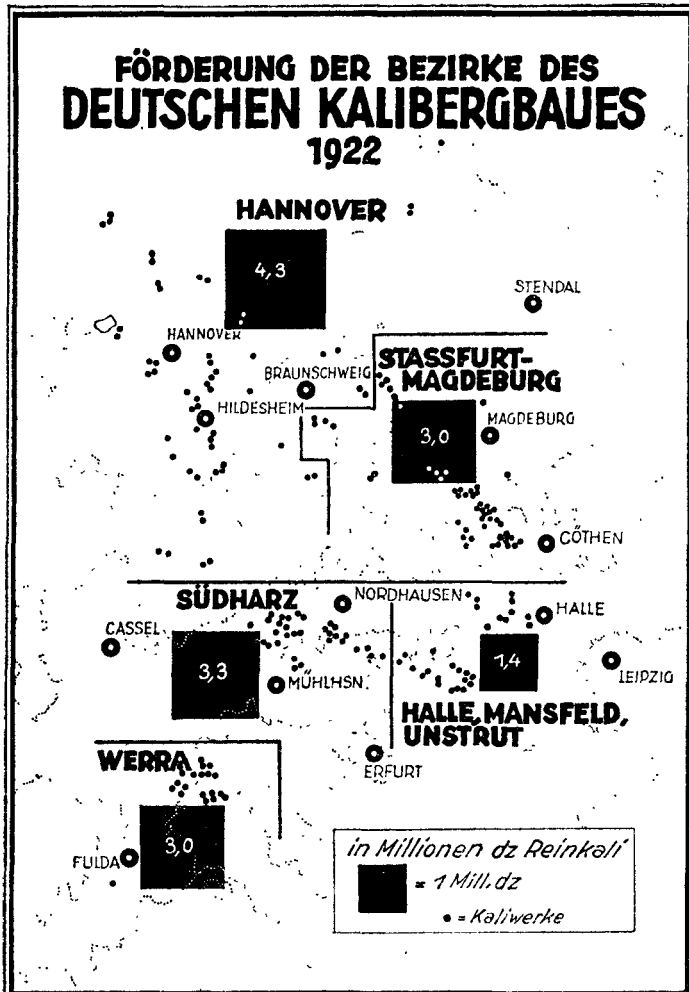 FÖRDERUNG DER BEZIRKE DES
DEUTSCHEN KALIBERGBAUES
1922
HANNOVER
4,3
STENDAL
HANNOVER
BRAUNSCHWEIG
STASSFURT-
MAGDEBURG
HILDESHEIM
3,0
MAGDEBURG
CÖTHEN
SÜDHARZ
NORDHAUSEN
HALLE
CASSEL
3,3
MÜHLHSN
1,4
LEIPZIG
HALLE, MANSFELD,
UNSTRUT
WERRA
ERFURT
3,0
FULDA
in Millionen dz Reinkali
= 1 Mill. dz
= Kaliwerke